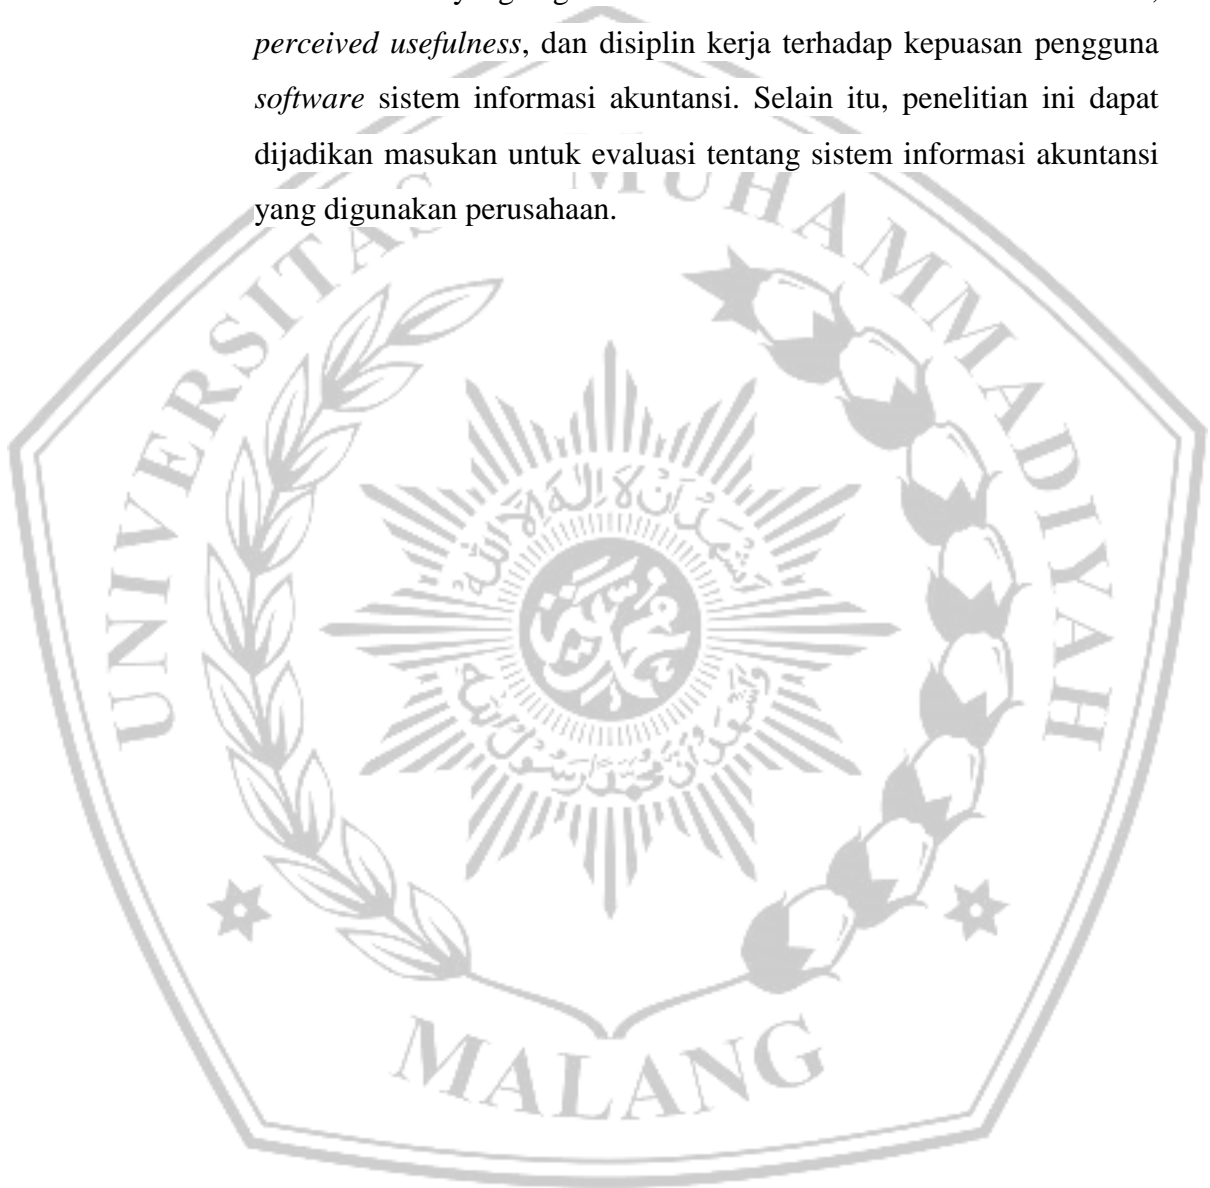 perceived usefulness, dan disiplin kerja terhadap kepuasan pengguna
software sistem informasi akuntansi. Selain itu, penelitian ini dapat
dijadikan masukan untuk evaluasi tentang sistem informasi akuntansi
yang digunakan perusahaan.
UNIVERSITAS MUHAMMADIYAH
MALANG